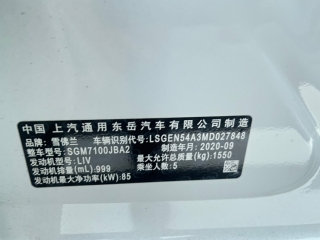 中国 上汽通用东岳汽车有限公司 制造
品牌: 雪佛兰 车辆识别代号:LSGEN54A3MD027848
整车型号: SGM7100JBA2 制造年月: 2020-09
发动机型号: LIV 最大允许总质量(kg):1550
发动机排量(mL):999 乘坐人数: 5
发动机最大净功率(kW):85